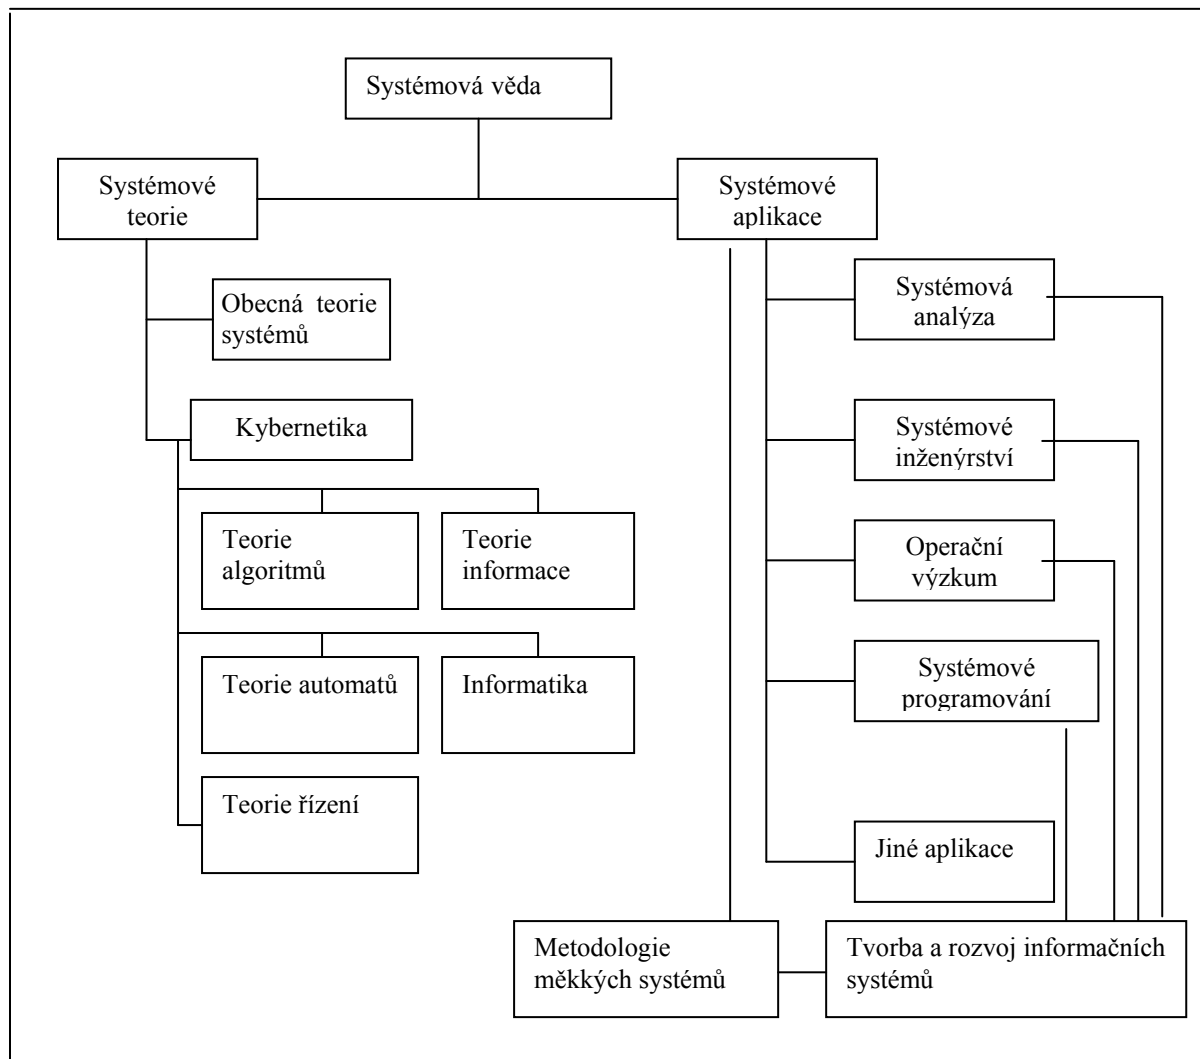 Systémová věda
Systémové
teorie
Systémové
aplikace
Obecná teorie
systémů
Kybernetika
Teorie
algoritmů
Teorie
informace
Teorie automatů
Informatika
Teorie řízení
Systémová
analýza
Systémové
inženýrství
Operační
výzkum
Systémové
programování
Jiné aplikace
Metodologie
měkkých systémů
Tvorba a rozvoj informačních
systémů